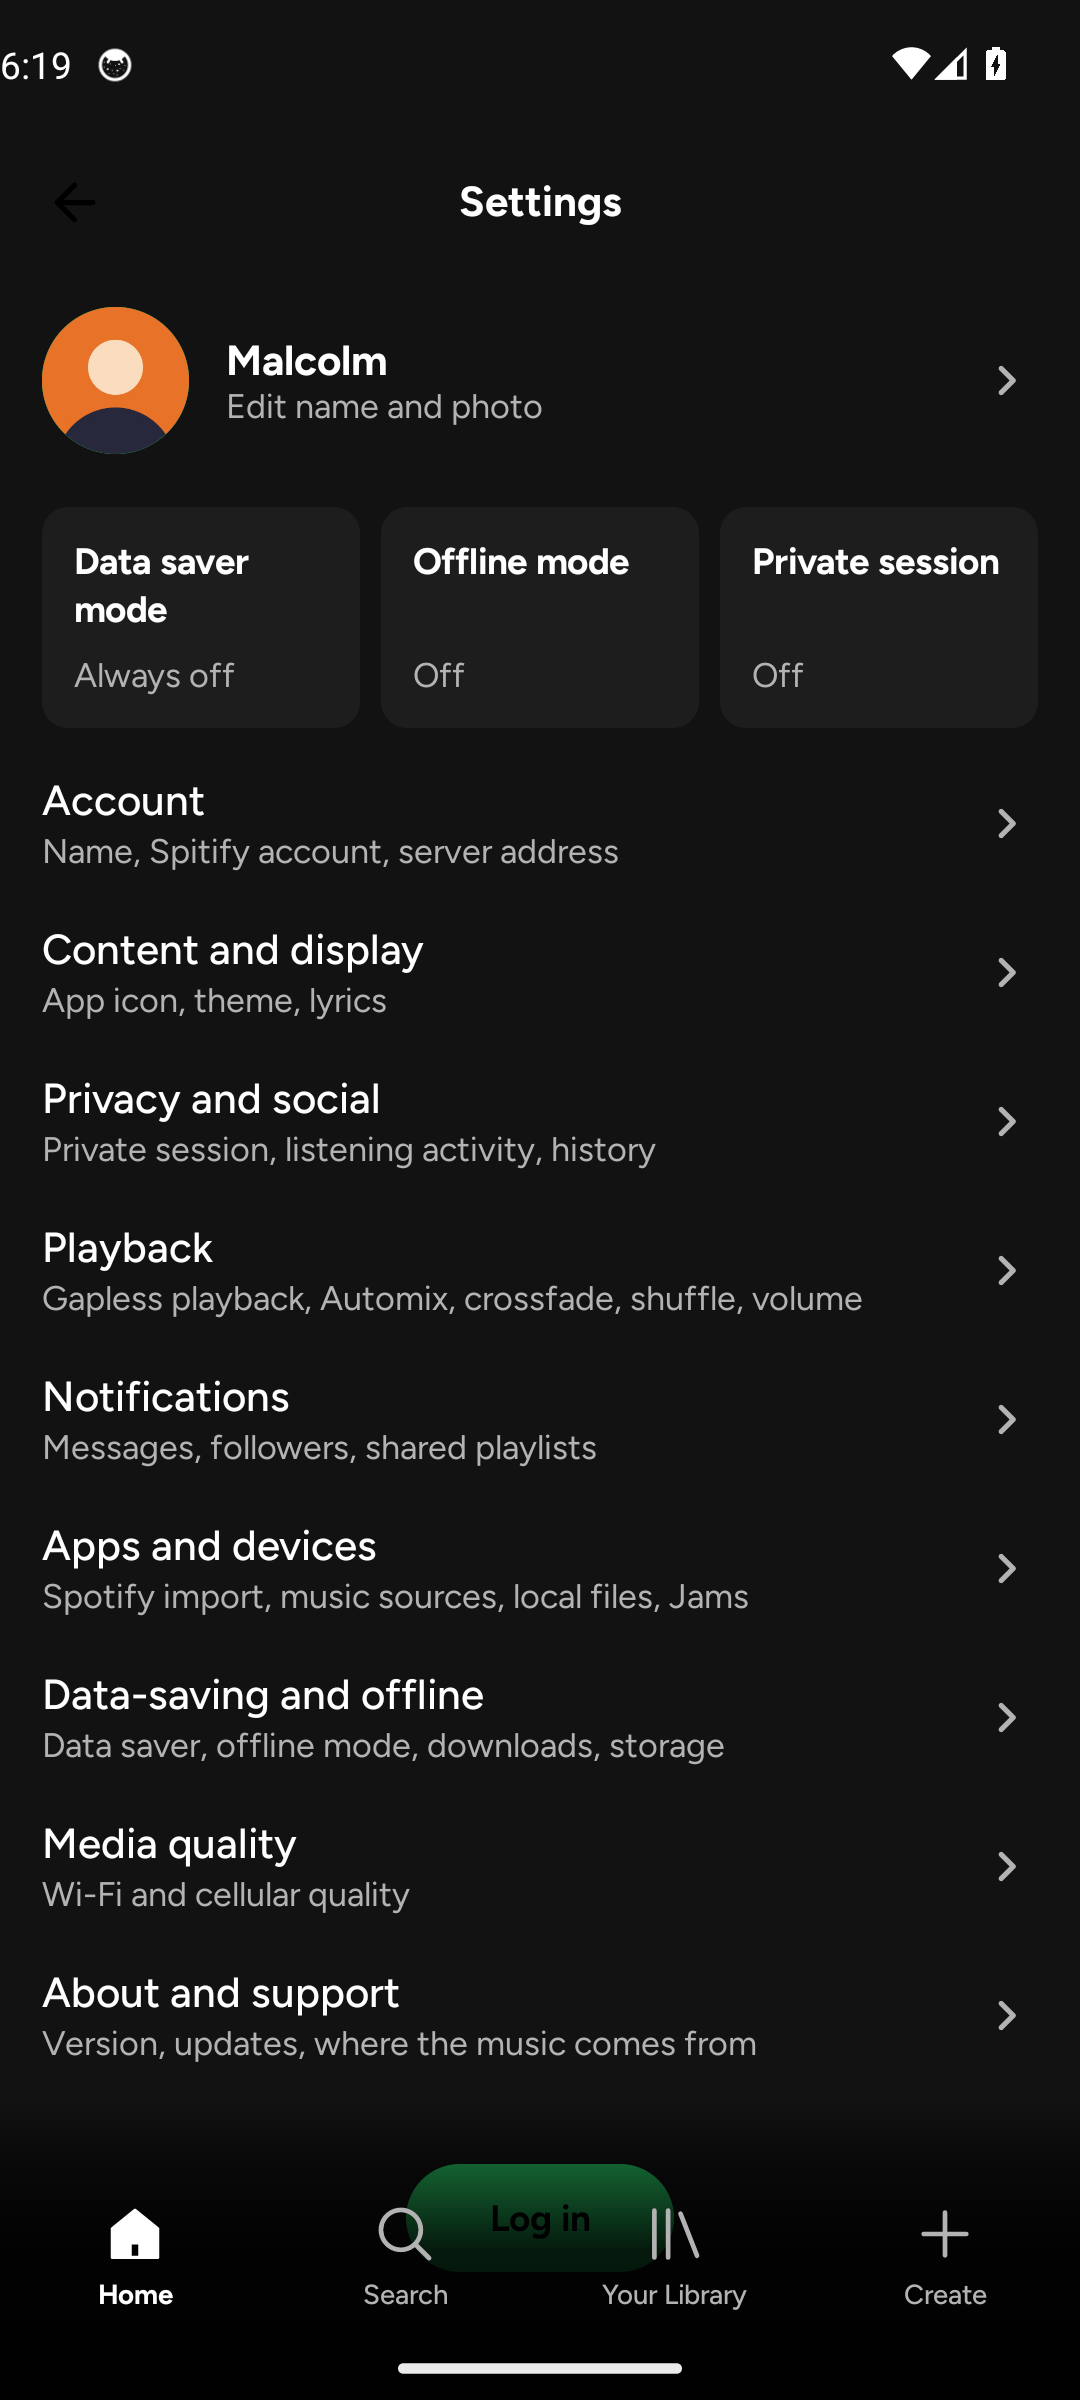 6:19
Settings
Malcolm
Edit name and photo
Data saver
mode
Always off
Offline mode
Off
Private session
Off
Account
Name, Spitify account, server address
Content and display
App icon, theme, lyrics
Privacy and social
Private session, listening activity, history
Playback
Gapless playback, Automix, crossfade, shuffle, volume
Notifications
Messages, followers, shared playlists
Apps and devices
Spotify import, music sources, local files, Jams
Data-saving and offline
Data saver, offline mode, downloads, storage
Media quality
Wi-Fi and cellular quality
About and support
Version, updates, where the music comes from
Log in
Home
Search
Your Library
Create